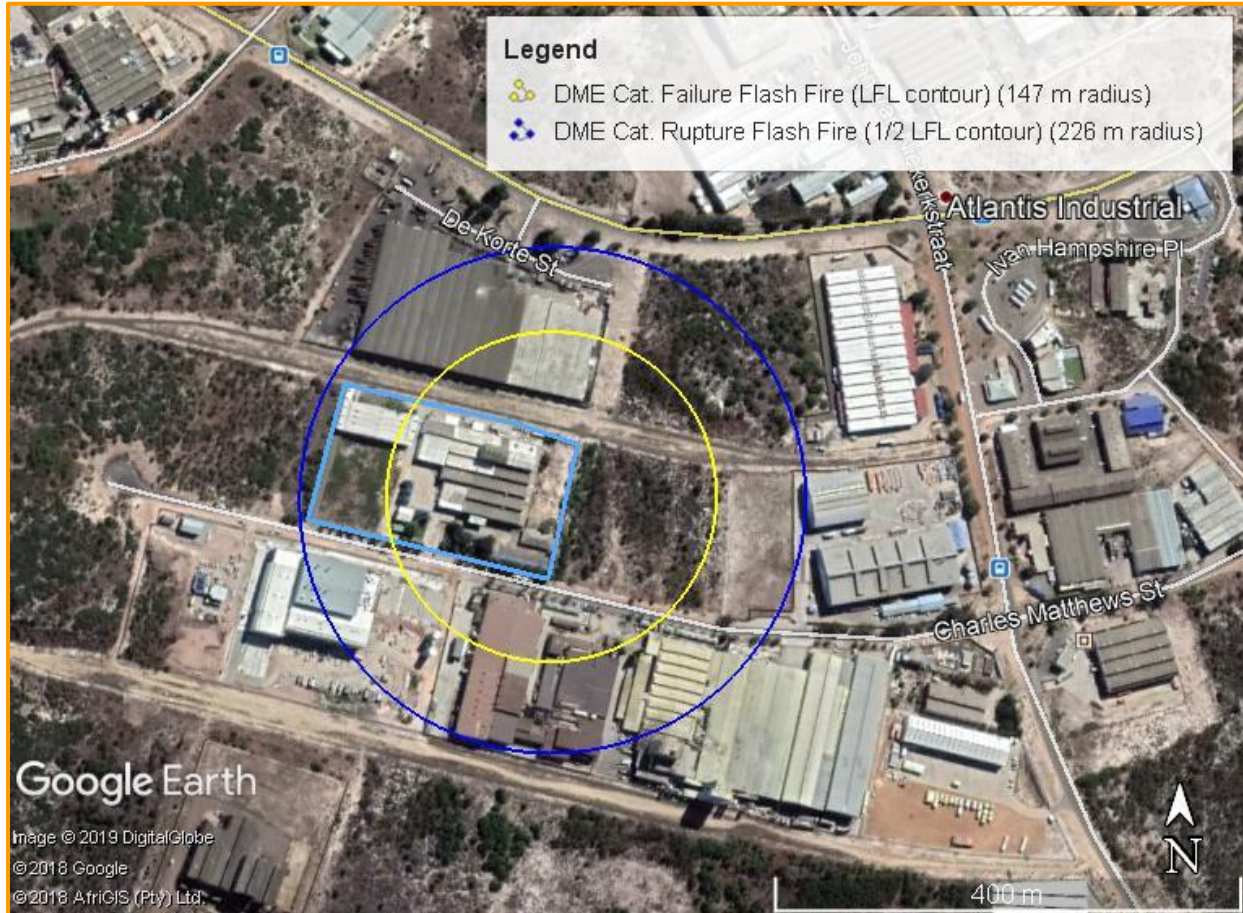 Legend
DME Cat. Failure Flash Fire (LFL contour) (147 m radius)
DME Cat. Rupture Flash Fire (1/2 LFL contour) (226 m radius)
Atlantis Industrial
Ivan Hampshire Pl
De Korte St
Charles Matthews St
Google Earth
Image © 2019 DigitalGlobe
©2018 Google
©2018 AfriGIS (Pty) Ltd.
N
400 m